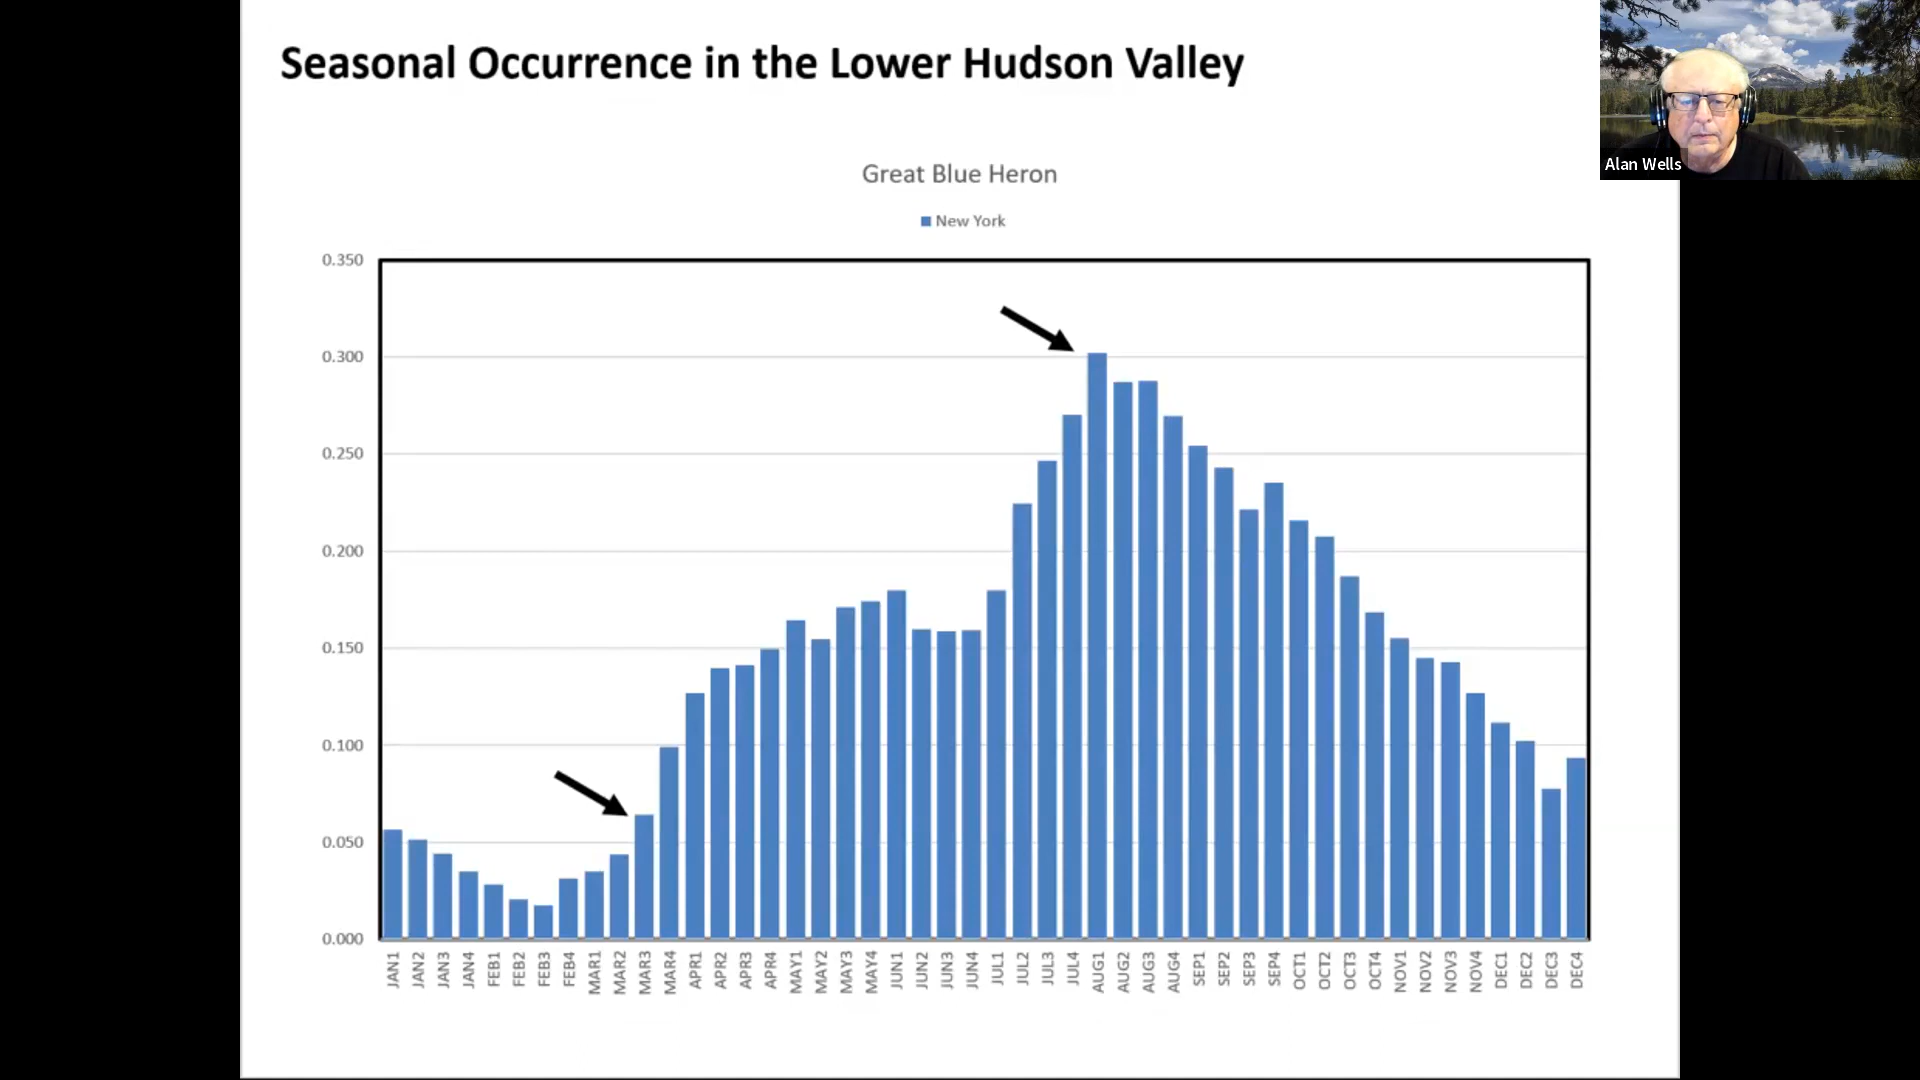 Seasonal Occurrence in the Lower Hudson Valley
Alan Wells
Great Blue Heron
New York
0.350
0.300
0.250
0.200
0.150
0.100
0.050
0.000
JAN1 JAN2 JAN3 JAN4 FEB1 FEB2 FEB3 FEB4 MAR1 MAR2 MAR3 MAR4 APR1 APR2 APR3 APR4 MAY1 MAY2 MAY3 MAY4 JUN1 JUN2 JUN3 JUN4 JUL1 JUL2 JUL3 JUL4 AUG1 AUG2 AUG3 AUG4 SEP1 SEP2 SEP3 SEP4 OCT1 OCT2 OCT3 OCT4 NOV1 NOV2 NOV3 NOV4 DEC1 DEC2 DEC3 DEC4